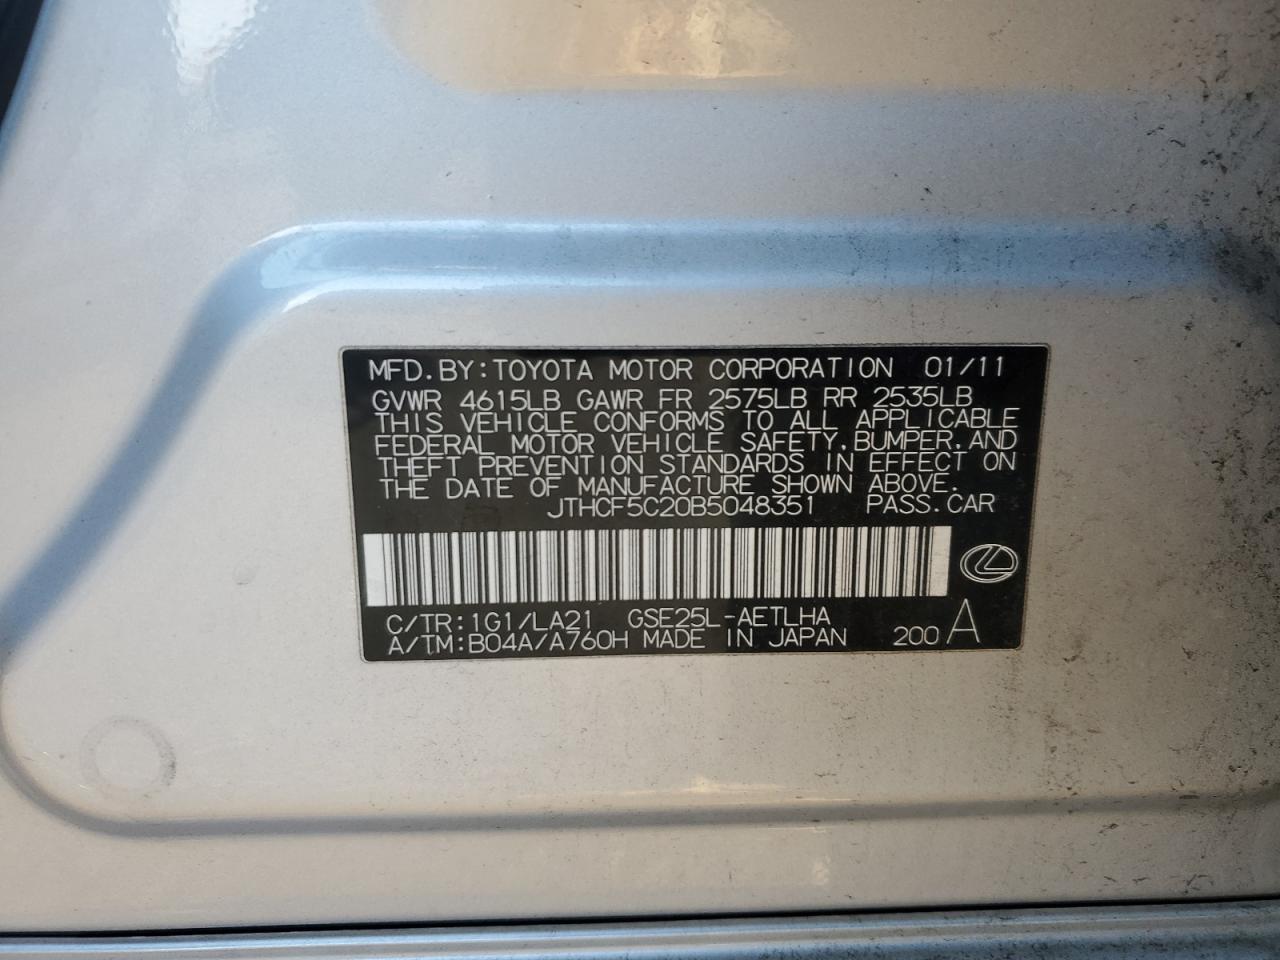 MFD.BY:TOYOTA MOTOR CORPORATION 01/11
GVWR 4615LB GAWR FR 2575LB RR 2535LB
THIS VEHICLE CONFORMS TO ALL APPLICABLE
FEDERAL MOTOR VEHICLE SAFETY,BUMPER,AND
THEFT PREVENTION STANDARDS IN EFFECT ON
THE DATE OF MANUFACTURE SHOWN ABOVE.
JTHCF5C20B5048351 PASS.CAR
C/TR:1G1/LA21 GSE25L-AETLHA
A/TM:B04A/A760H MADE IN JAPAN 200 A